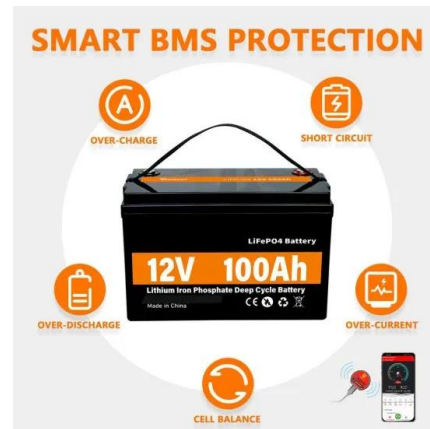 SMART BMS PROTECTION
A
OVER-CHARGE
SHORT CIRCUIT
LiFePO4 Battery
12V 100Ah
Lithium Iron Phosphate Deep Cycle Battery
Made in China
CE
OVER-DISCHARGE
OVER-CURRENT
CELL BALANCE